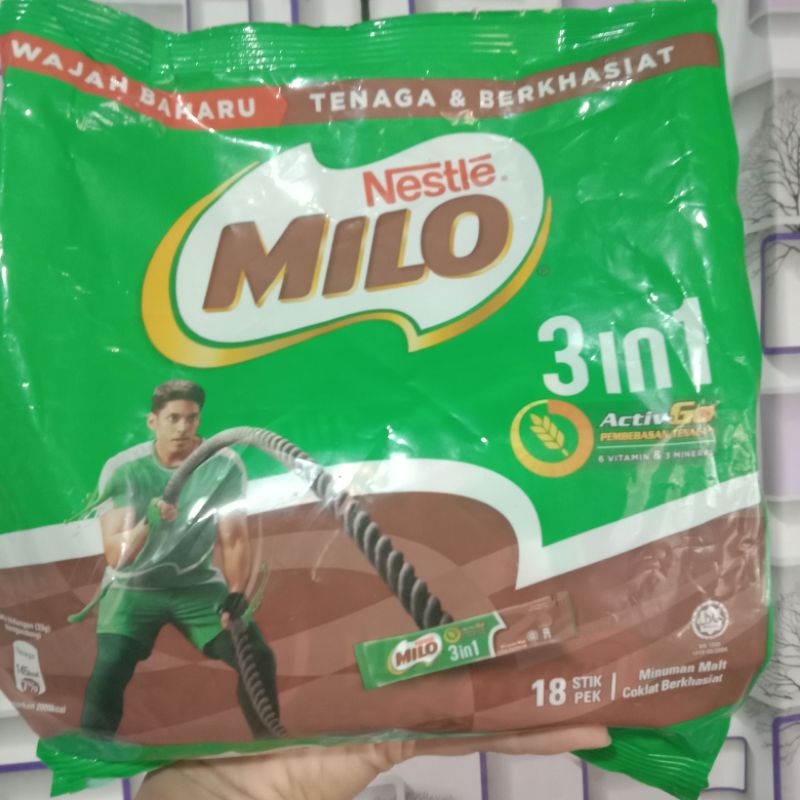 WAJAH BAHARU
TENAGA & BERKHASIAT
Nestlé
MILO
3in1
ActivGo
PEMBEBASAN TENAGA
6 VITAMIN & 3 MINERAL
Nestlé
MILO
3in1
18 STIK
PEK
Minuman Malt
Coklat Berkhasiat